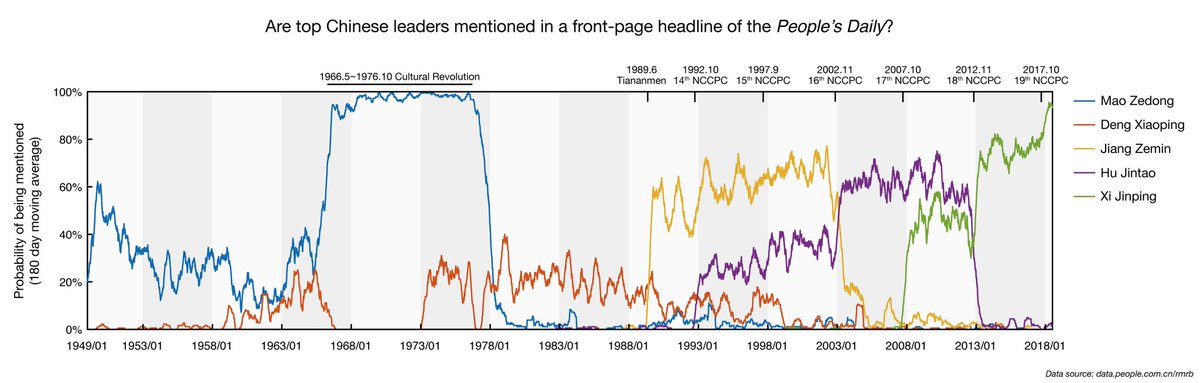 Are top Chinese leaders mentioned in a front-page headline of the People's Daily?
1966.5~1976.10 Cultural Revolution
1989.6
Tiananmen
1992.10
14th NCCPC
1997.9
15th NCCPC
2002.11
16th NCCPC
2007.10
17th NCCPC
2012.11
18th NCCPC
2017.10
19th NCCPC
Probability of being mentioned
(180 day moving average)
100%
80%
60%
40%
20%
0%
1949/01
1953/01
1958/01
1963/01
1968/01
1973/01
1978/01
1983/01
1988/01
1993/01
1998/01
2003/01
2008/01
2013/01
2018/01
Mao Zedong
Deng Xiaoping
Jiang Zemin
Hu Jintao
Xi Jinping
Data source: data.people.com.cn/rmrb